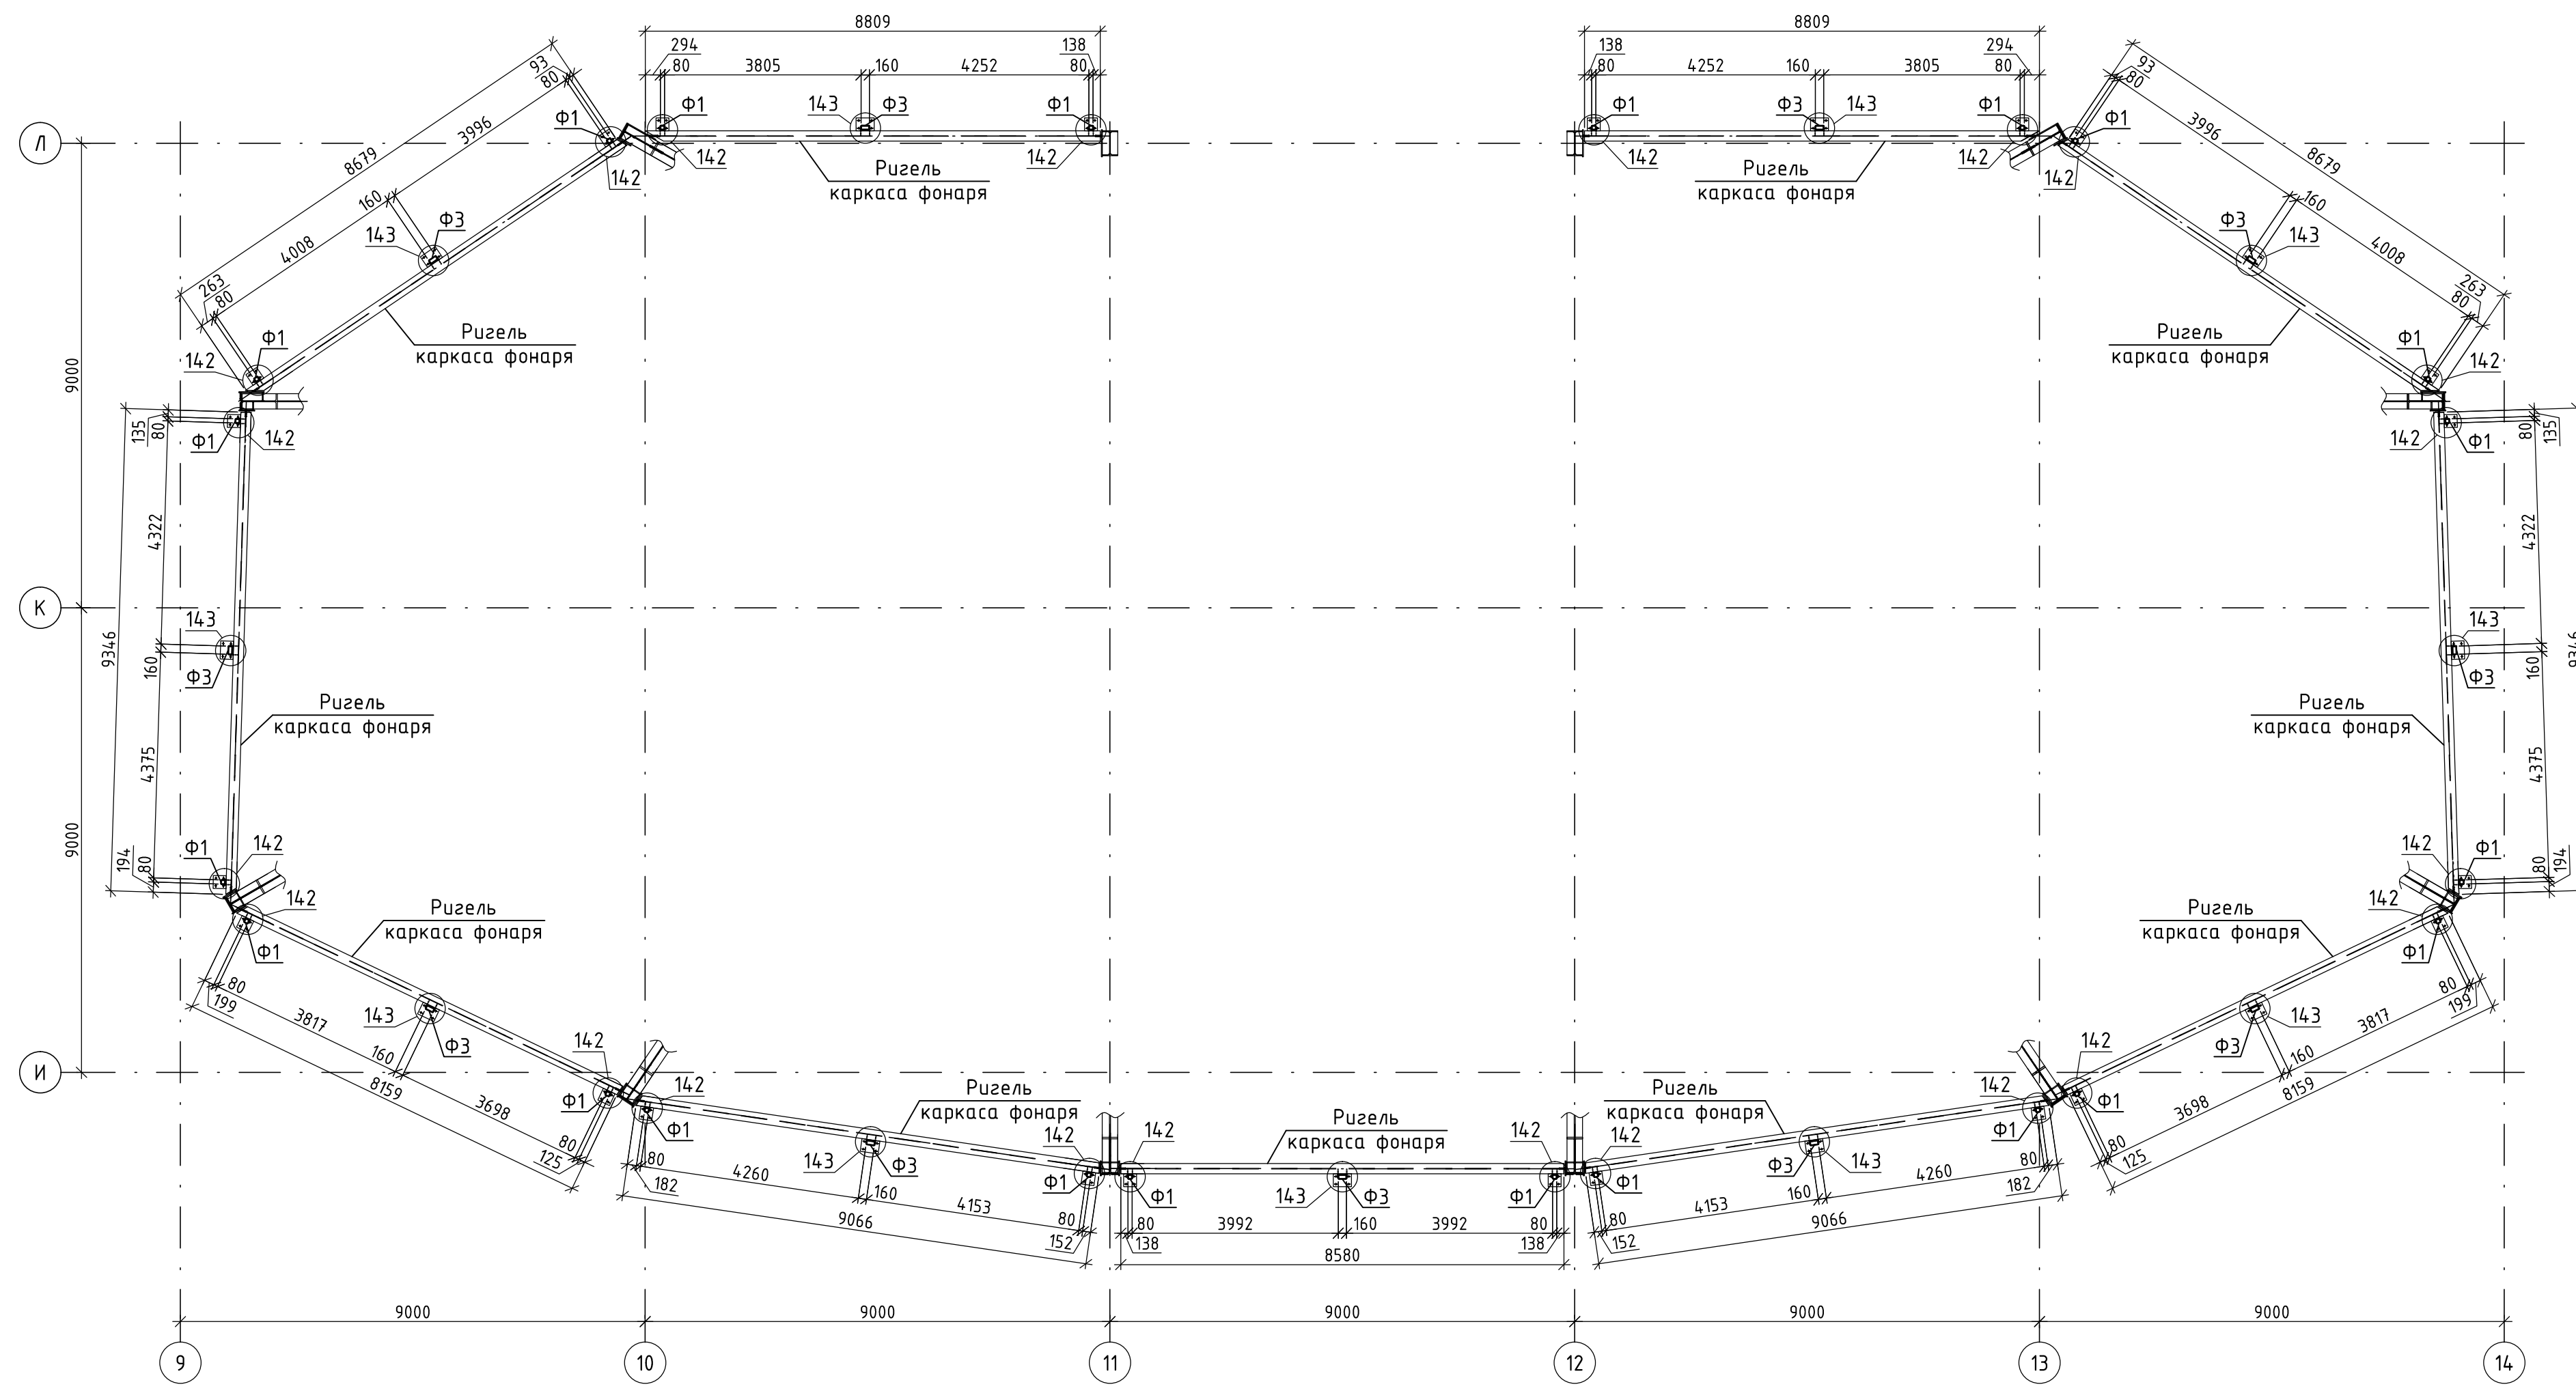 8809
8809
294
138
138
294
80
3805
160
4252
80
80
4252
160
3805
80
93
80
3996
8679
160
4008
263
80
93
80
3996
8679
160
4008
263
80
Ф1
Ф1
143
Ф3
Ф1
Ф1
Ф3
143
Ф1
Ф1
Л
142
142
142
142
142
142
Ригель
каркаса фонаря
Ригель
каркаса фонаря
143
Ф3
Ф3
143
Ригель
каркаса фонаря
Ригель
каркаса фонаря
Ф1
142
Ф1
142
9000
135
80
Ф1
142
142
Ф1
80
135
4322
4322
К
9346
143
160
Ф3
143
160
Ф3
9346
Ригель
каркаса фонаря
Ригель
каркаса фонаря
4375
4375
9000
194
80
Ф1
142
142
Ф1
80
194
142
Ф1
142
Ф1
Ригель
каркаса фонаря
Ригель
каркаса фонаря
80
199
3817
143
Ф3
160
8159
3698
80
125
80
199
3817
143
Ф3
160
8159
3698
80
125
И
142
Ф1
142
Ф1
142
Ф1
142
Ф1
Ригель
каркаса фонаря
Ригель
каркаса фонаря
Ригель
каркаса фонаря
80
182
4260
143
Ф3
160
4153
9066
80
152
142
Ф1
142
Ф1
143
Ф3
142
Ф1
142
Ф1
80
138
3992
160
3992
80
138
8580
143
Ф3
80
152
4153
160
4260
80
182
9066
9000
9000
9000
9000
9000
9
10
11
12
13
14